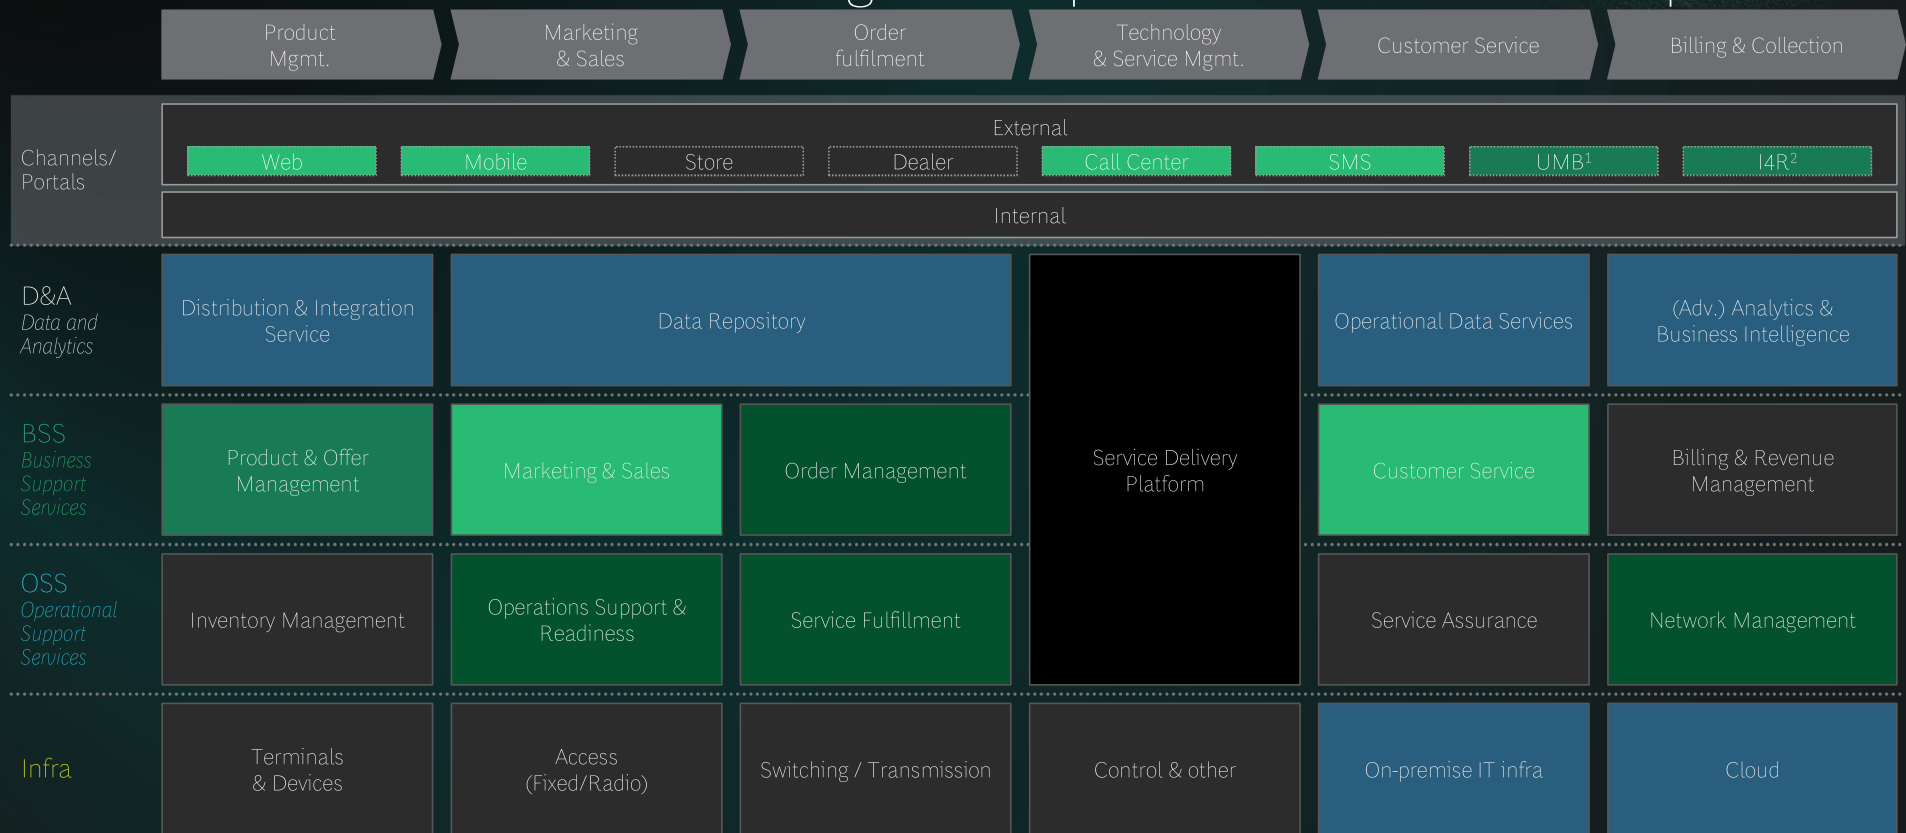 Product
Mgmt.
Marketing
& Sales
Order
fulfilment
Technology
& Service Mgmt.
Customer Service
Billing & Collection
Channels/
Portals
External
Web
Mobile
Store
Dealer
Call Center
SMS
UMB¹
I4R²
Internal
D&A
Data and
Analytics
Distribution & Integration
Service
Data Repository
Operational Data Services
(Adv.) Analytics &
Business Intelligence
BSS
Business
Support
Services
Product & Offer
Management
Marketing & Sales
Order Management
Service Delivery
Platform
Customer Service
Billing & Revenue
Management
OSS
Operational
Support
Services
Inventory Management
Operations Support &
Readiness
Service Fulfillment
Service Assurance
Network Management
Infra
Terminals
& Devices
Access
(Fixed/Radio)
Switching / Transmission
Control & other
On-premise IT infra
Cloud